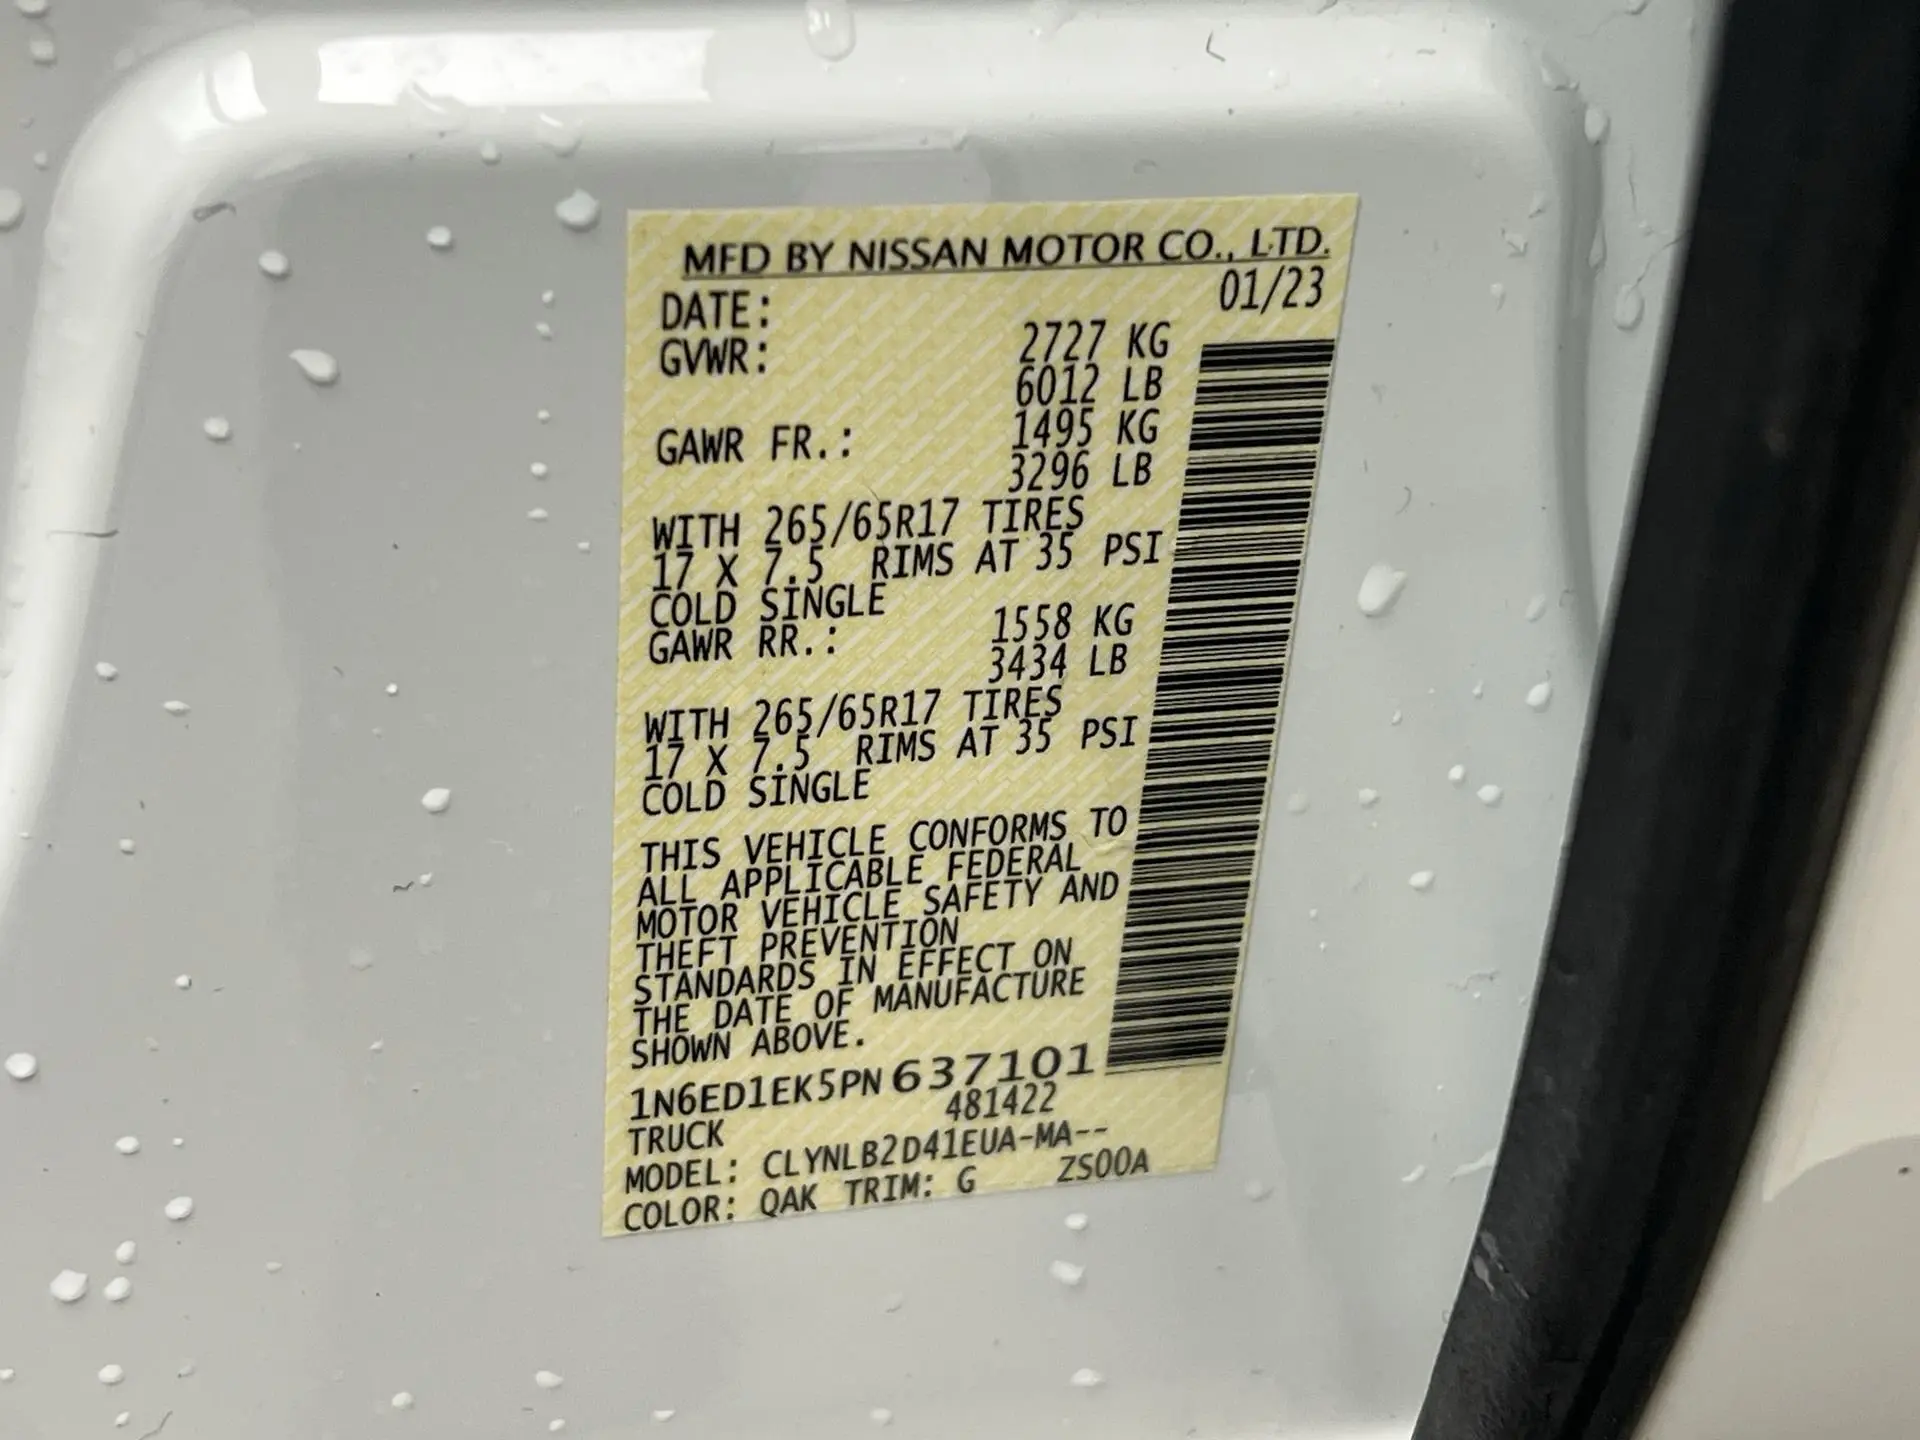 MFD BY NISSAN MOTOR CO., LTD.
DATE: 01/23
GVWR: 2727 KG
6012 LB
GAWR FR.: 1495 KG
3296 LB
WITH 265/65R17 TIRES
17 X 7.5 RIMS AT 35 PSI
COLD SINGLE
GAWR RR.: 1558 KG
3434 LB
WITH 265/65R17 TIRES
17 X 7.5 RIMS AT 35 PSI
COLD SINGLE
THIS VEHICLE CONFORMS TO
ALL APPLICABLE FEDERAL
MOTOR VEHICLE SAFETY AND
THEFT PREVENTION
STANDARDS IN EFFECT ON
THE DATE OF MANUFACTURE
SHOWN ABOVE.
1N6ED1EK5PN637101
TRUCK 481422
MODEL: CLYNLB2D41EUA-MA--
COLOR: QAK TRIM: G ZS00A